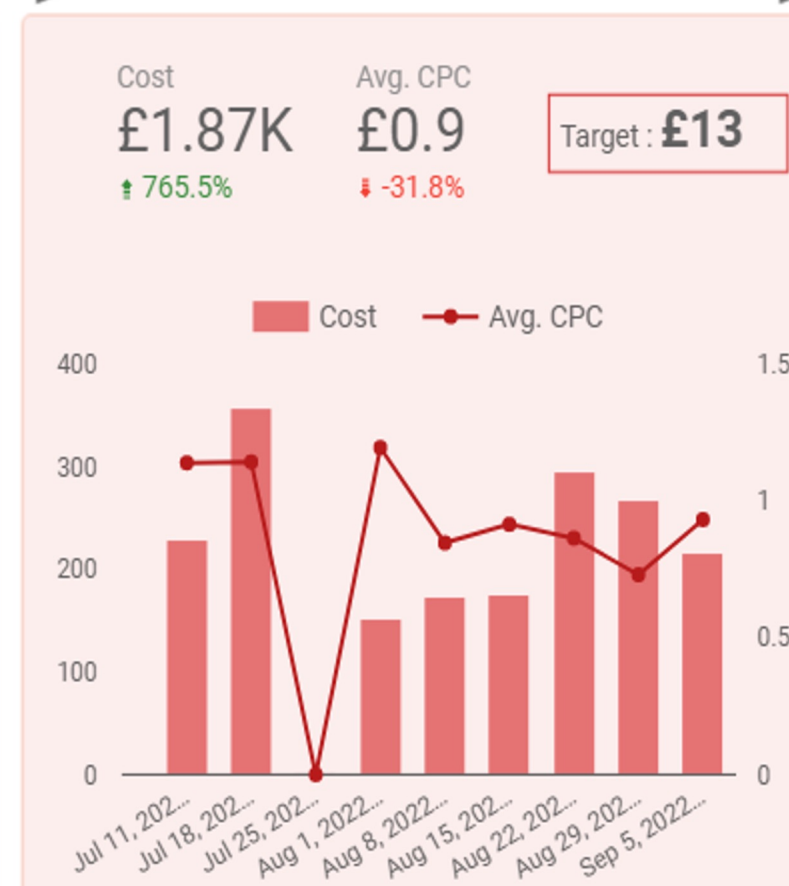 Cost
£1.87K
765.5%
Avg. CPC
£0.9
-31.8%
Target : £13
Cost
Avg. CPC
400
300
200
100
0
1.5
1
0.5
0
Jul 11, 202...
Jul 18, 202...
Jul 25, 202...
Aug 1, 2022...
Aug 8, 2022...
Aug 15, 202...
Aug 22, 202...
Aug 29, 202...
Sep 5, 2022...